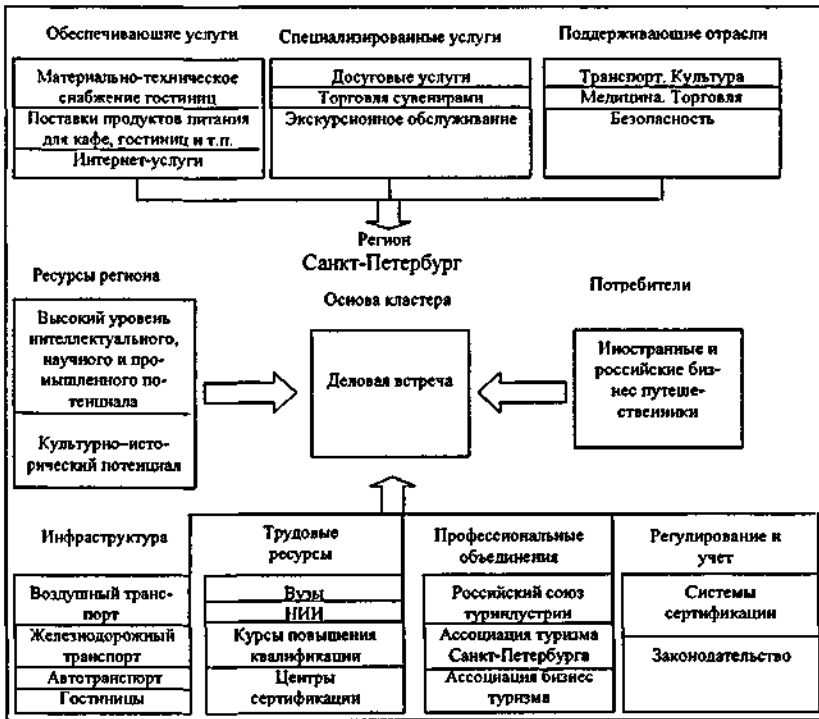 Обеспечивающие услуги
Материально-техническое
снабжение гостиниц
Поставки продуктов питания
для кафе, гостиниц и т.п.
Интернет-услуги
Специализированные услуги
Досуговые услуги
Торговля сувенирами
Экскурсионное обслуживание
Поддерживающие отрасли
Транспорт. Культура
Медицина. Торговля
Безопасность
Регион
Санкт-Петербург
Ресурсы региона
Высокий уровень
интеллектуального,
научного и про-
мышленного по-
тенциала
Культурно–исто-
рический потенциал
Основа кластера
Деловая встреча
Потребители
Иностранные и
российские биз-
нес путеше-
ственники
Инфраструктура
Воздушный транс-
порт
Железнодорожный
транспорт
Автотранспорт
Гостиницы
Трудовые
ресурсы
Вузы
НИИ
Курсы повышения
квалификации
Центры
сертификации
Профессиональные
объединения
Российский союз
туриндустрии
Ассоциация туризма
Санкт-Петербурга
Ассоциация бизнес
туризма
Регулирование и
учет
Системы
сертификации
Законодательство